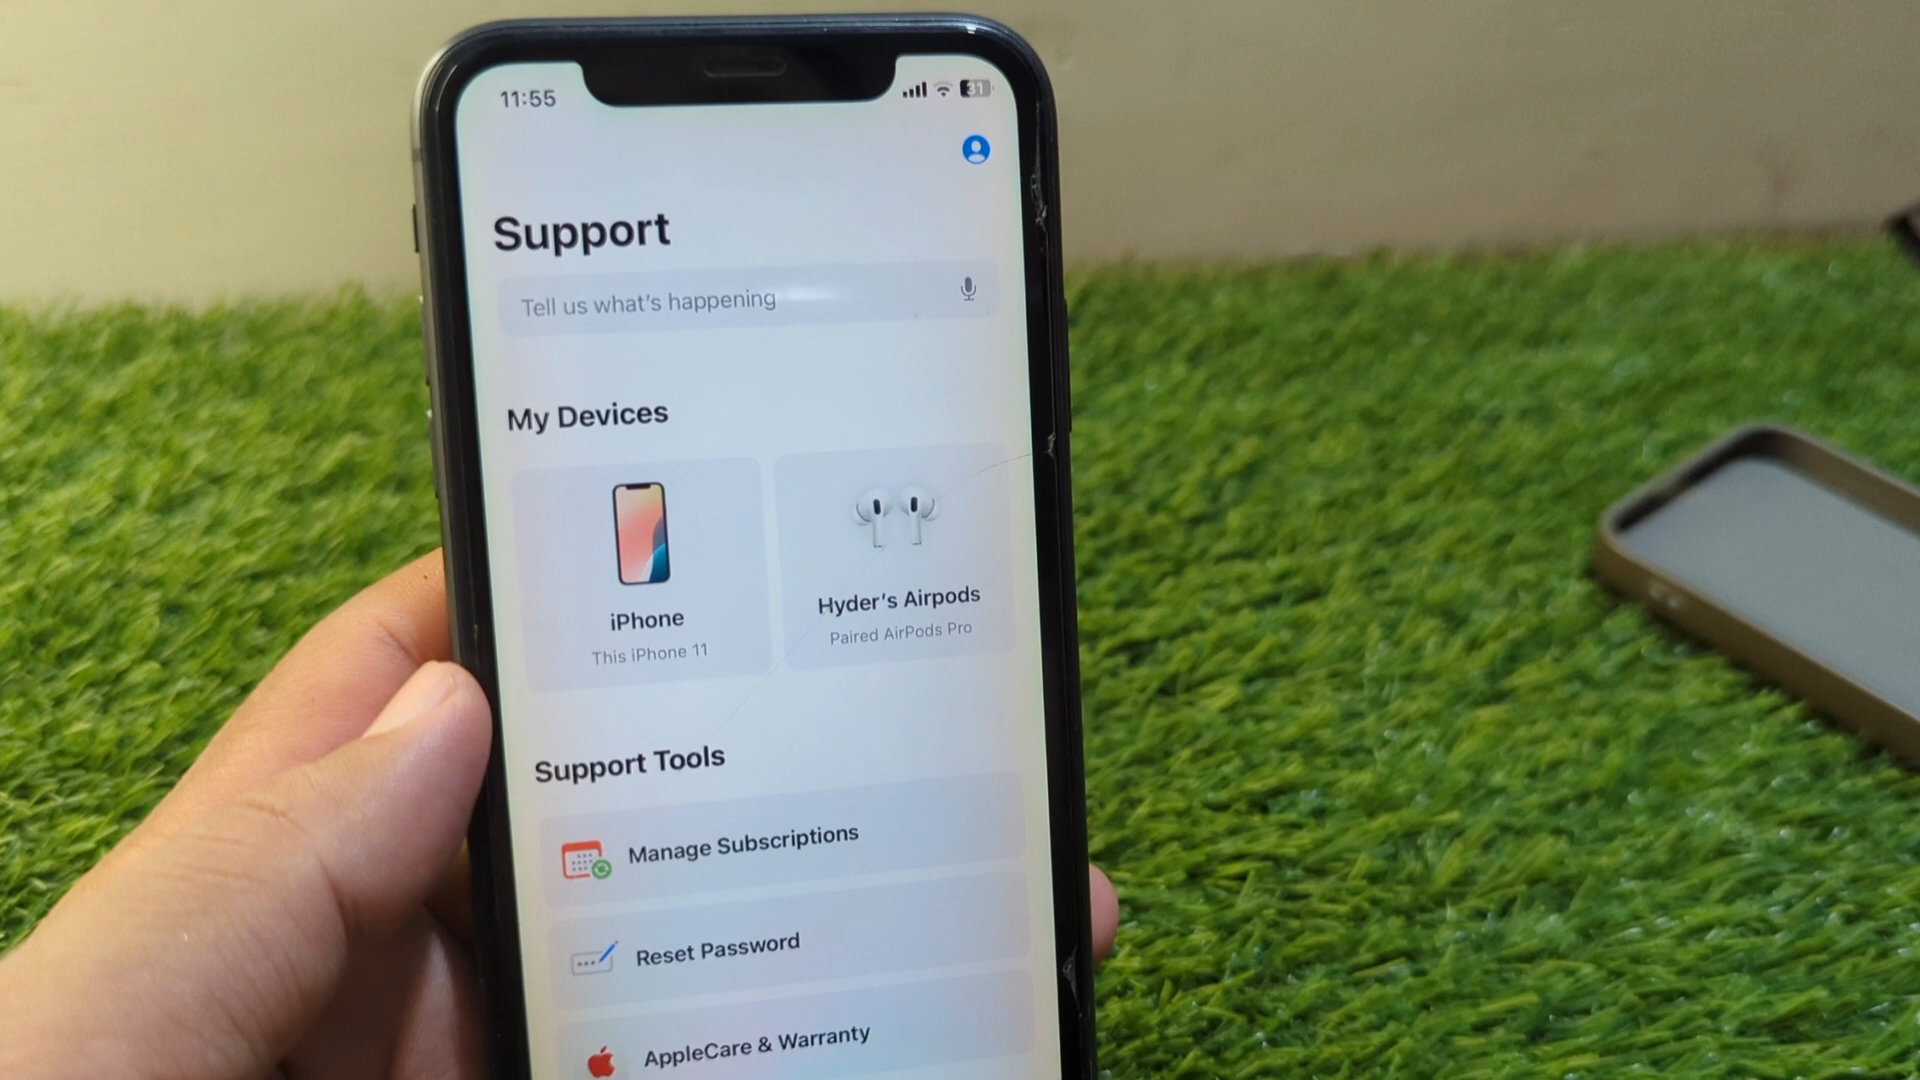 11:55
31
Support
Tell us what's happening
My Devices
iPhone
This iPhone 11
Hyder's Airpods
Paired AirPods Pro
Support Tools
Manage Subscriptions
Reset Password
AppleCare & Warranty